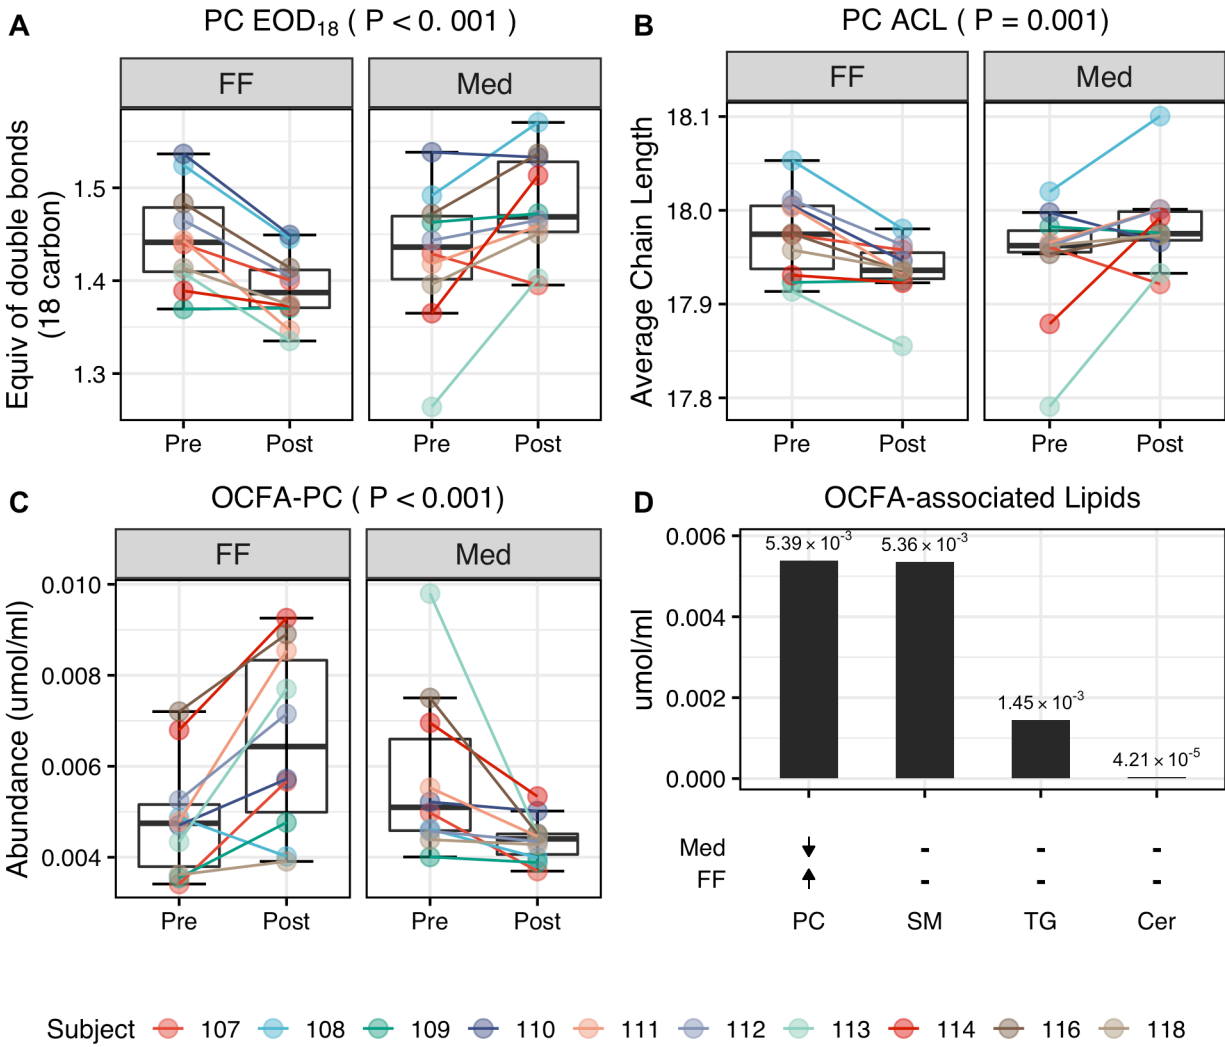 A
PC EOD₁₈ ( P < 0. 001 )
FF
Med
Equiv of double bonds
(18 carbon)
1.5
1.4
1.3
Pre
Post
Pre
Post
B
PC ACL ( P = 0.001)
FF
Med
Average Chain Length
18.1
18.0
17.9
17.8
Pre
Post
Pre
Post
C
OCFA-PC ( P < 0.001)
FF
Med
Abundance (umol/ml)
0.010
0.008
0.006
0.004
Pre
Post
Pre
Post
D
OCFA-associated Lipids
umol/ml
0.006
0.004
0.002
0.000
5.39 × 10⁻³
5.36 × 10⁻³
1.45 × 10⁻³
4.21 × 10⁻⁵
Med ↓ - - -
FF ↑ - - -
PC SM TG Cer
Subject 107 108 109 110 111 112 113 114 116 118